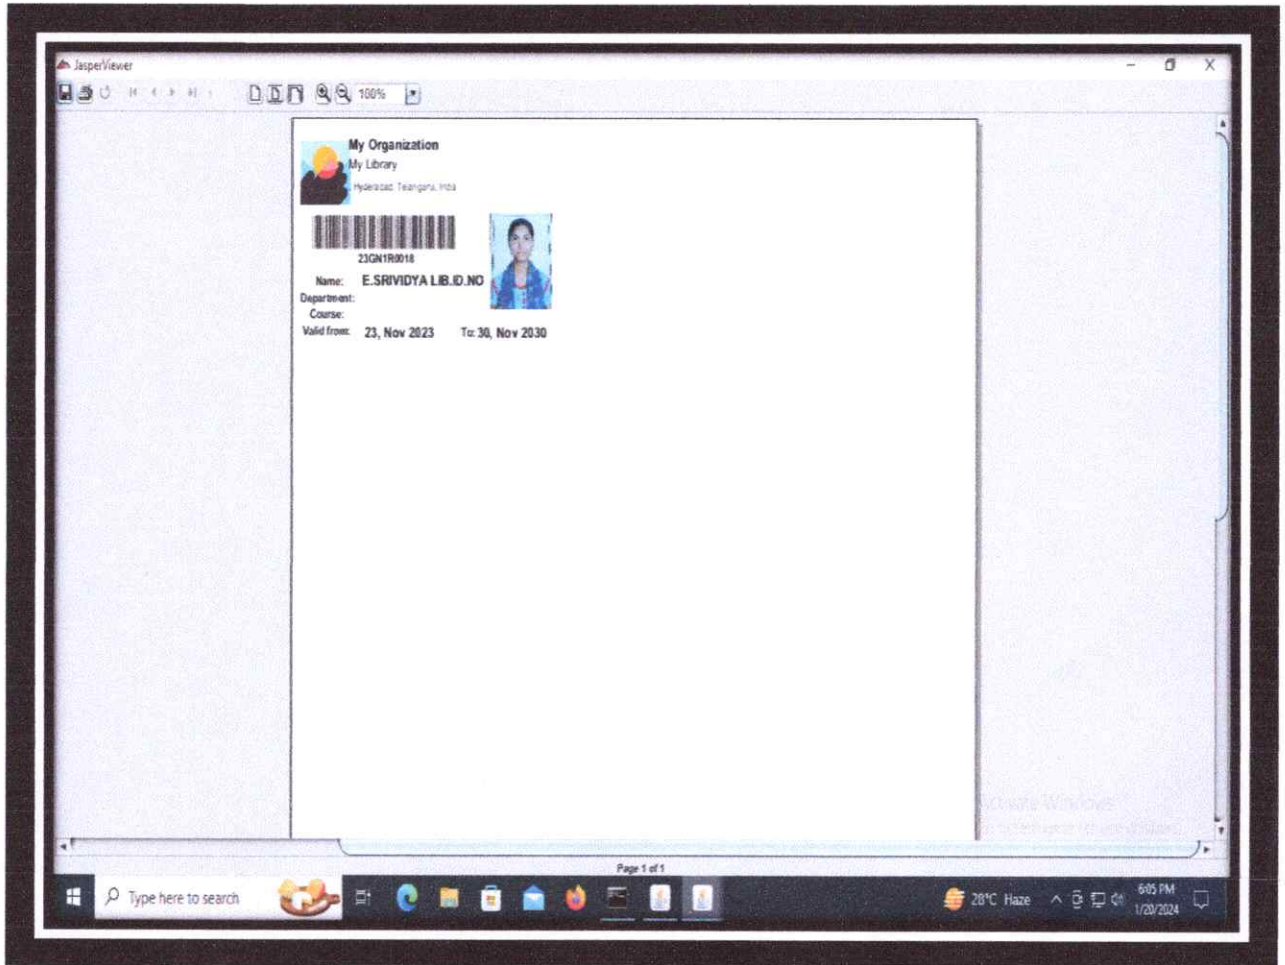 JasperViewer
100%
My Organization
My Library
Hyderabad, Telangana, India
23GN1R0018
Name: E.SRIVIDYA LIB.ID.NO
Department:
Course:
Valid from: 23, Nov 2023 To: 30, Nov 2030
Activate Windows
Page 1 of 1
Type here to search
28°C Haze
6:05 PM
1/20/2024